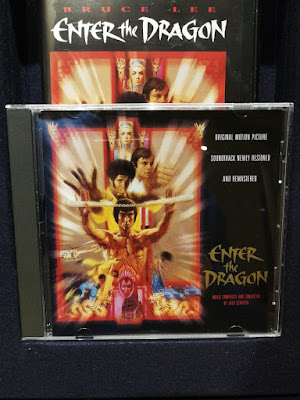 BRUCE LEE
ENTER the DRAGON
ORIGINAL MOTION PICTURE
SOUNDTRACK NEWLY RESTORED
AND REMASTERED
ENTER
the
DRAGON
MUSIC COMPOSED AND CONDUCTED
BY LALO SCHIFRIN